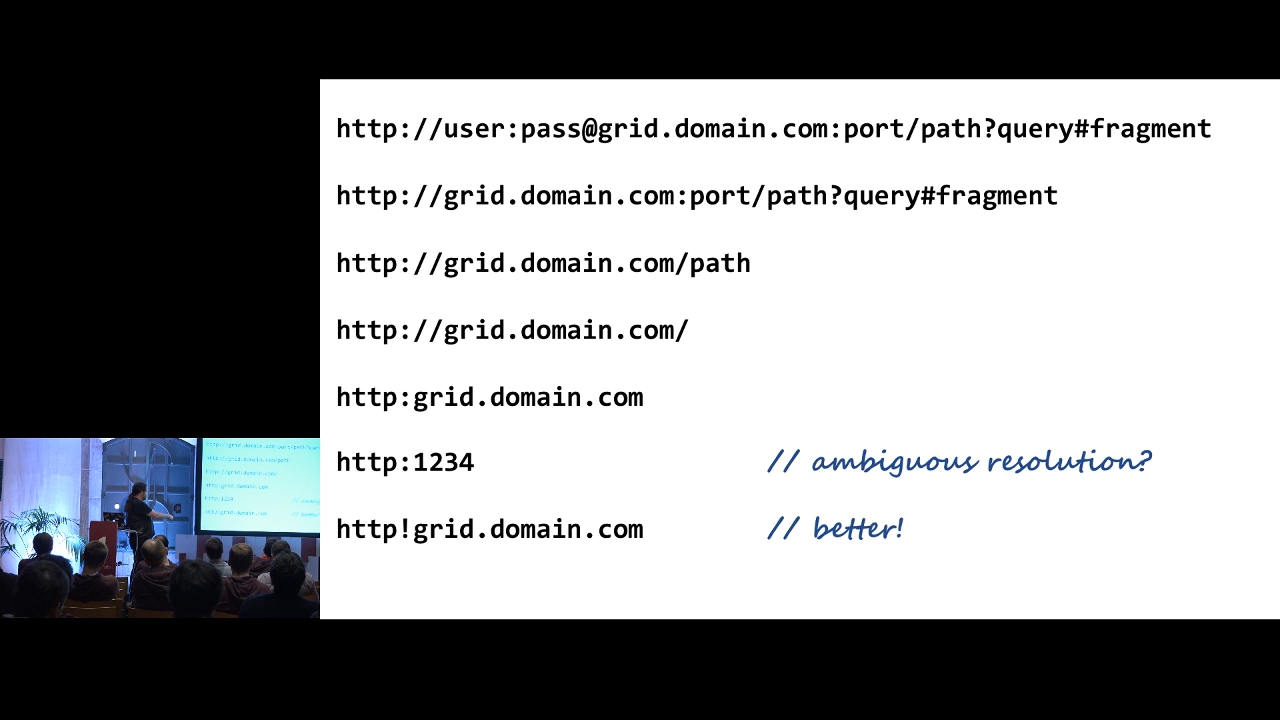 http://user:pass@grid.domain.com:port/path?query#fragment
http://grid.domain.com:port/path?query#fragment
http://grid.domain.com/path
http://grid.domain.com/
http:grid.domain.com
http:1234 // ambiguous resolution?
http!grid.domain.com // better!